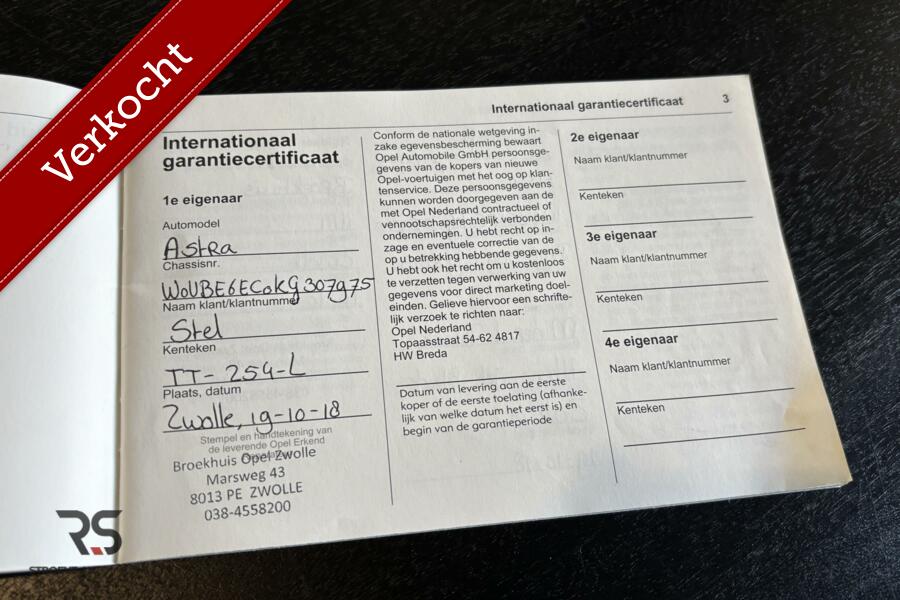 Verkocht
Internationaal garantiecertificaat 3
Internationaal
garantiecertificaat
1e eigenaar
Automodel
Astra
Chassisnr.
W0VBE6EC0KG307975
Naam klant/klantnummer
Stel
Kenteken
TT-254-L
Plaats, datum
Zwolle, 19-10-18
Stempel en handtekening van
de leverende Opel Erkend
Broekhuis Opel Zwolle
Marsweg 43
8013 PE ZWOLLE
038-4558200
Conform de nationale wetgeving in-
zake egevensbescherming bewaart
Opel Automobile GmbH persoonsge-
gevens van de kopers van nieuwe
Opel-voertuigen met het oog op klan-
tenservice. Deze persoonsgegevens
kunnen worden doorgegeven aan de
met Opel Nederland contractueel of
vennootschapsrechtelijk verbonden
ondernemingen. U hebt recht op in-
zage en eventuele correctie van de
op u betrekking hebbende gegevens.
U hebt ook het recht om u kosteloos
te verzetten tegen verwerking van uw
gegevens voor direct marketing doel-
einden. Gelieve hiervoor een schrifte-
lijk verzoek te richten naar:
Opel Nederland
Topaasstraat 54-62 4817
HW Breda
Datum van levering aan de eerste
koper of de eerste toelating (afhanke-
lijk van welke datum het eerst is) en
begin van de garantieperiode
2e eigenaar
Naam klant/klantnummer
Kenteken
3e eigenaar
Naam klant/klantnummer
Kenteken
4e eigenaar
Naam klant/klantnummer
Kenteken
RS